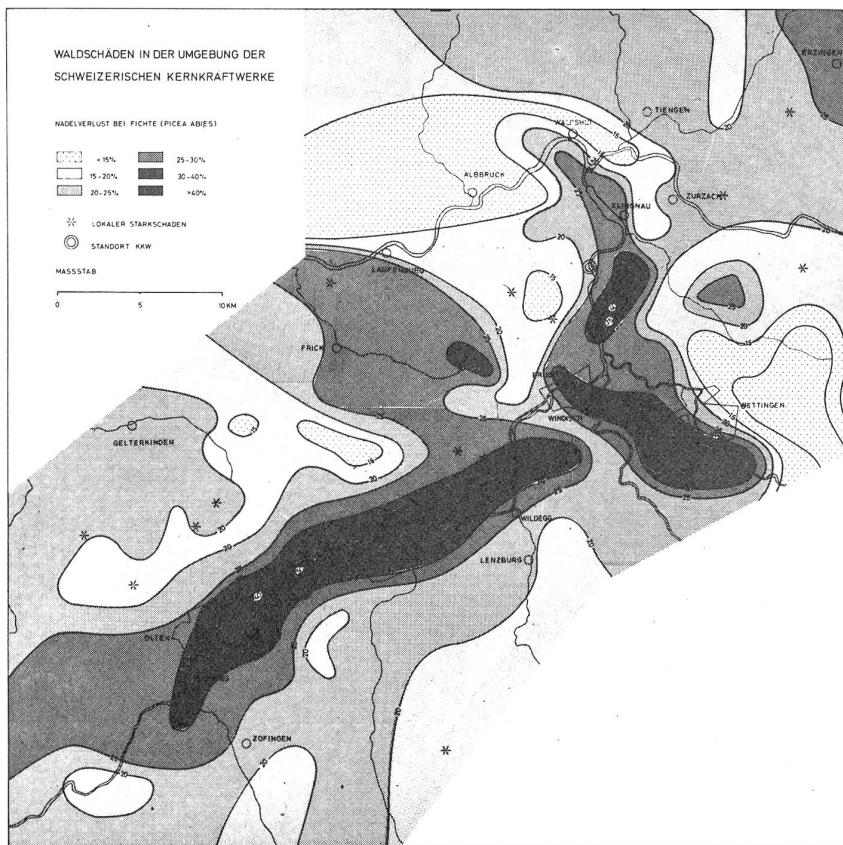 WALDSCHÄDEN IN DER UMGEBUNG DER
SCHWEIZERISCHEN KERNKRAFTWERKE
NADELVERLUST BEI FICHTE (PICEA ABIES)
<15% 25-30%
15-20% 30-40%
20-25% >40%
LOKALER STARKSCHADEN
STANDORT KKW
MASSSTAB
0 5 10 KM
ERZINGEN
TIENGEN
WALDSHUT
ALBBRUCK
ZURZACH
KLINGNAU
LAUFENBURG
FRICK
WETTINGEN
WINDISCH
GELTERKINDEN
WILDEGG
LENZBURG
OLTEN
ZOFINGEN